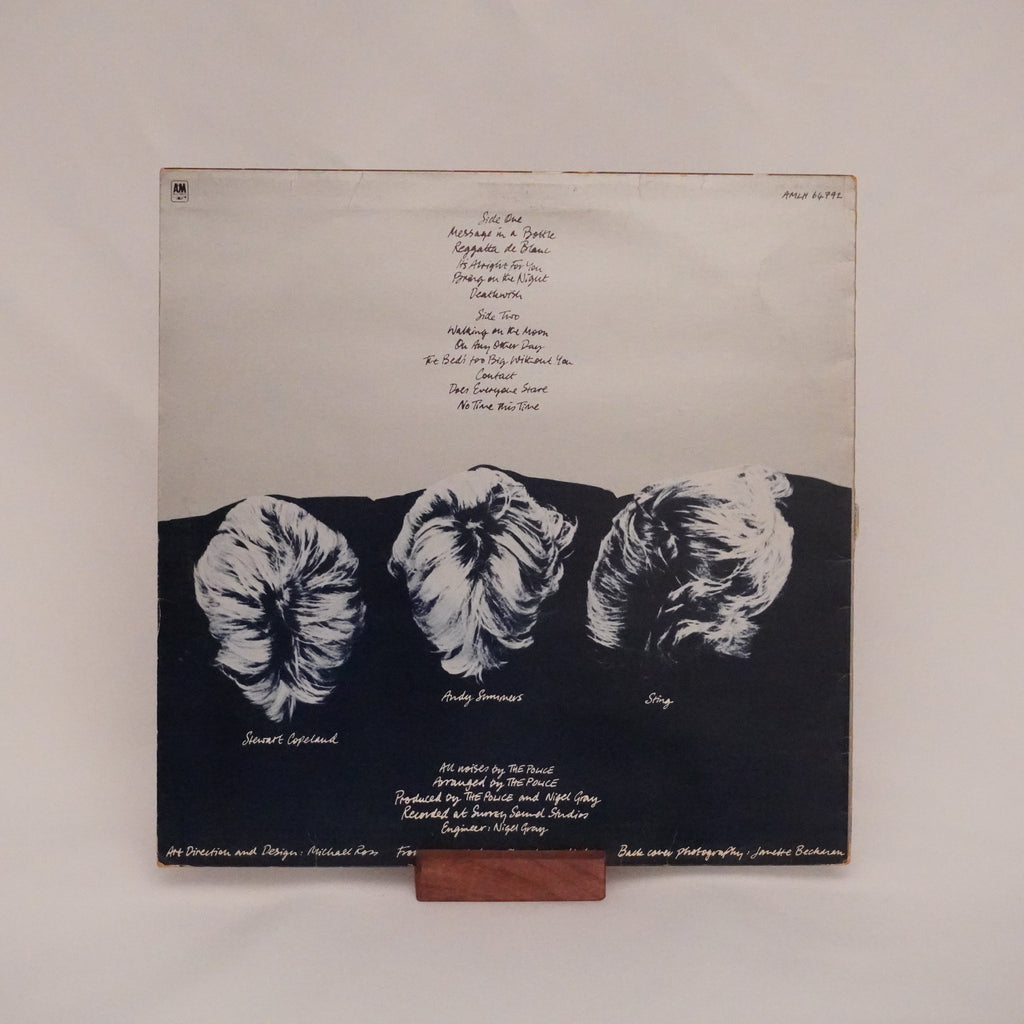 AM
AMLH 64792
Side One
Message in a Bottle
Reggatta de Blanc
Its Alright For You
Bring on the Night
Deathwish
Side Two
Walking on the Moon
On Any Other Day
The Bed's too Big Without You
Contact
Does Everyone Stare
No Time this Time
Andy Summers
Sting
Stewart Copeland
All noises by THE POLICE
Arranged by THE POLICE
Produced by THE POLICE and Nigel Gray
Recorded at Surrey Sound Studios
Engineer: Nigel Gray
Art Direction and Design: Michael Ross Back cover photography: Janette Beckman